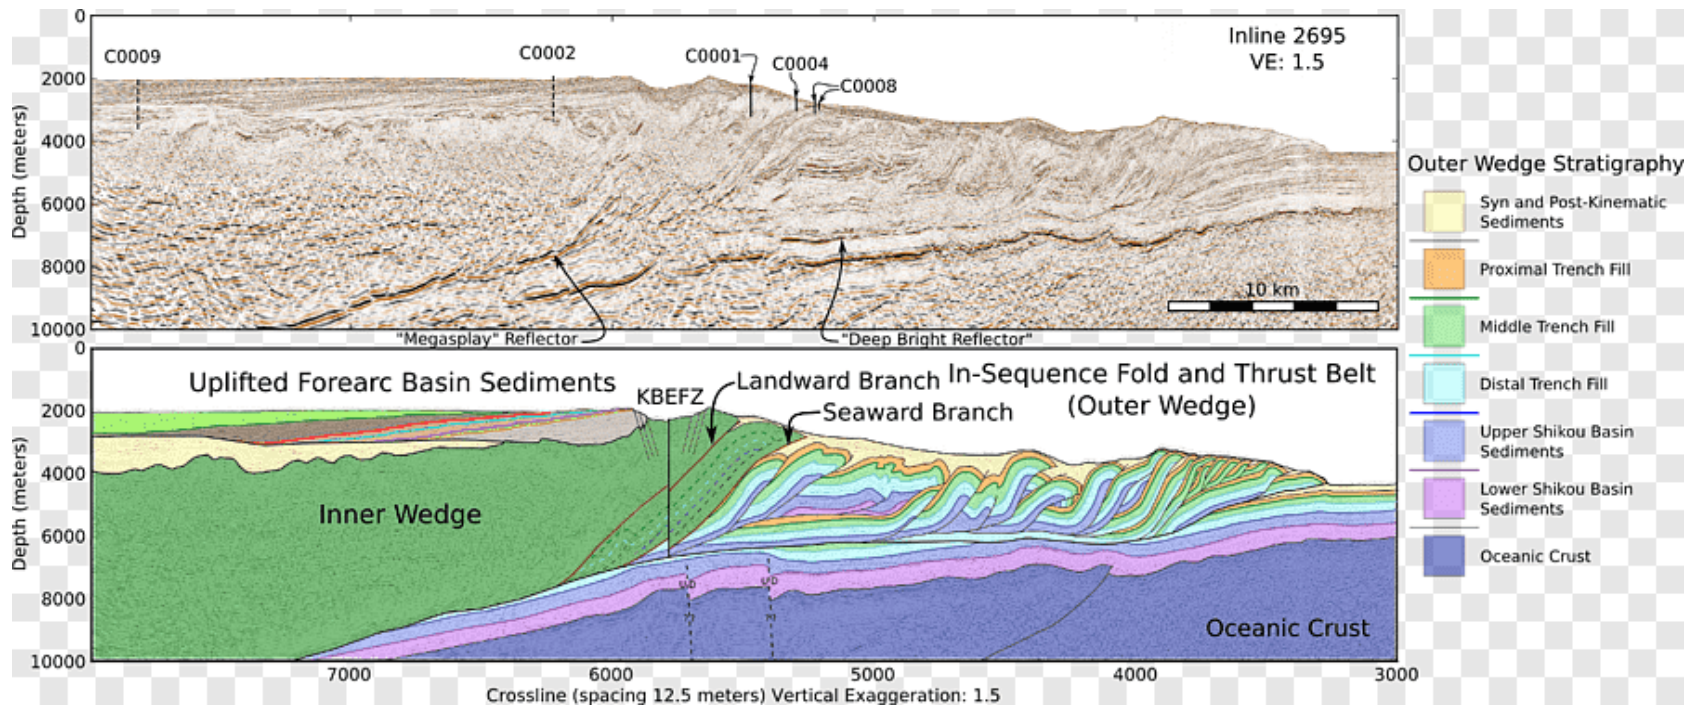 0
2000
4000
6000
8000
10000
Depth (meters)
C0009
C0002
C0001
C0004
C0008
Inline 2695
VE: 1.5
10 km
"Megasplay" Reflector
"Deep Bright Reflector"
0
2000
4000
6000
8000
10000
Depth (meters)
Uplifted Forearc Basin Sediments
KBEFZ
Landward Branch
Seaward Branch
In-Sequence Fold and Thrust Belt
(Outer Wedge)
Inner Wedge
U D
U D
Oceanic Crust
7000
6000
5000
4000
3000
Crossline (spacing 12.5 meters) Vertical Exaggeration: 1.5
Outer Wedge Stratigraphy
Syn and Post-Kinematic
Sediments
Proximal Trench Fill
Middle Trench Fill
Distal Trench Fill
Upper Shikou Basin
Sediments
Lower Shikou Basin
Sediments
Oceanic Crust